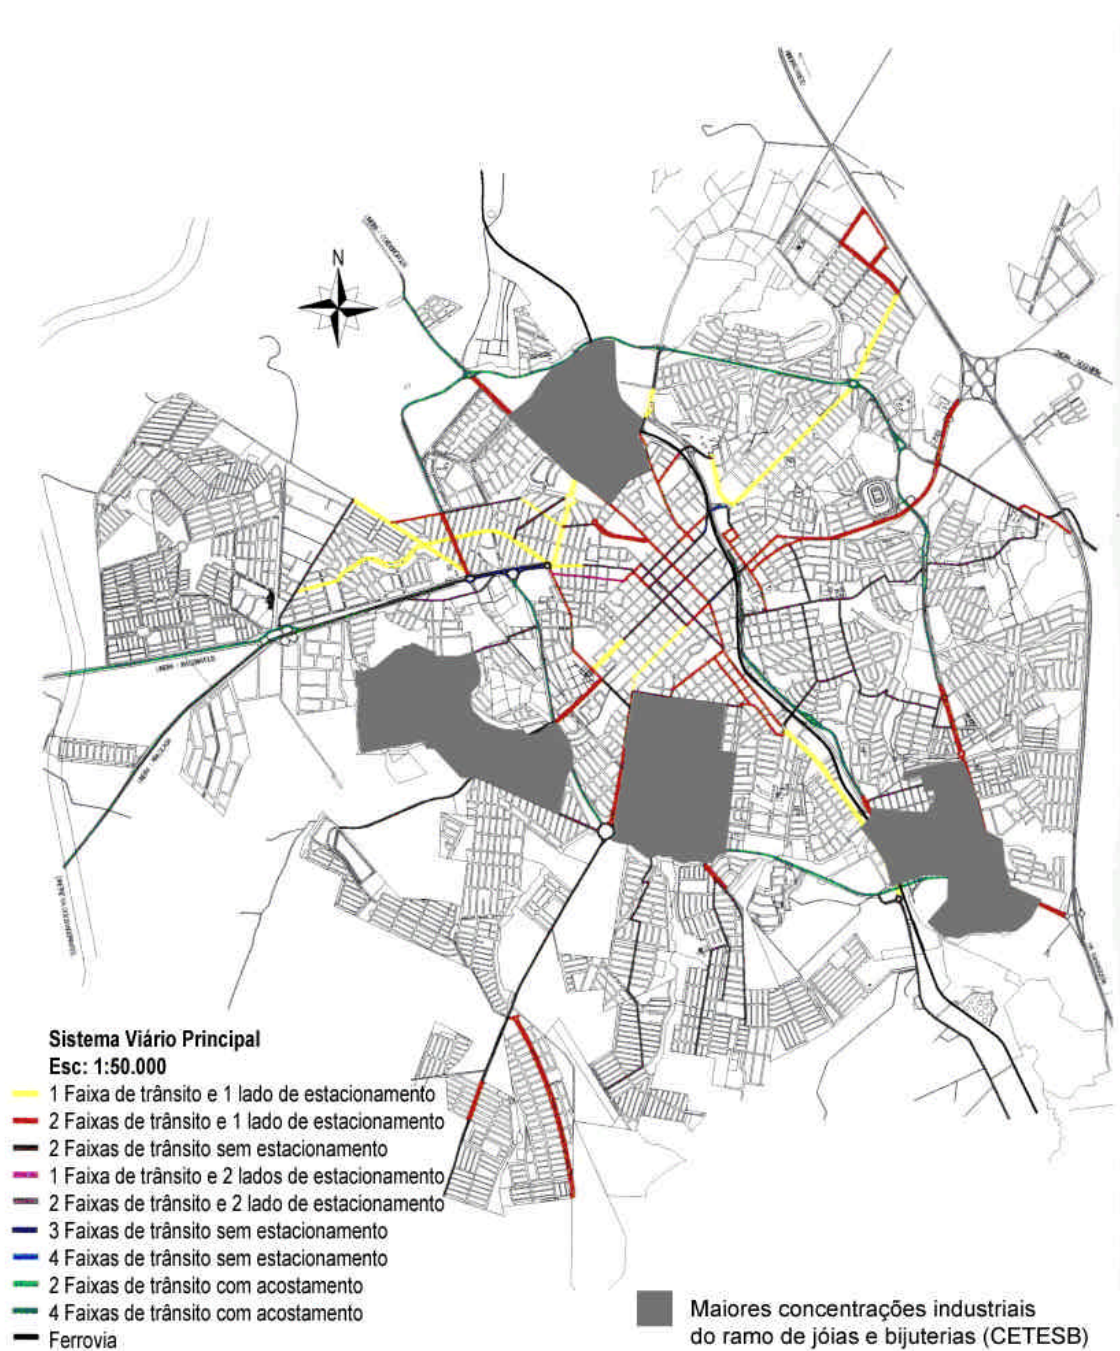 N
Sistema Viário Principal
Esc: 1:50.000
1 Faixa de trânsito e 1 lado de estacionamento
2 Faixas de trânsito e 1 lado de estacionamento
2 Faixas de trânsito sem estacionamento
1 Faixa de trânsito e 2 lados de estacionamento
2 Faixas de trânsito e 2 lado de estacionamento
3 Faixas de trânsito sem estacionamento
4 Faixas de trânsito sem estacionamento
2 Faixas de trânsito com acostamento
4 Faixas de trânsito com acostamento
Ferrovia
Maiores concentrações industriais
do ramo de jóias e bijuterias (CETESB)